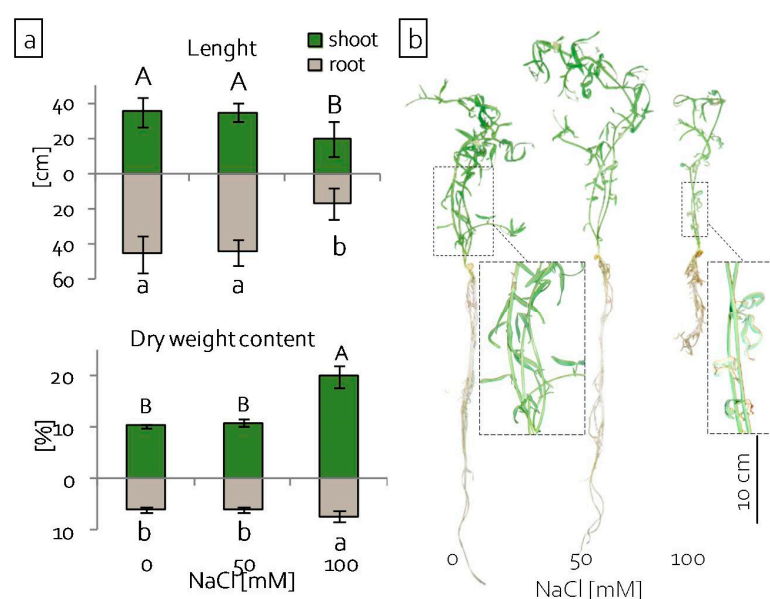 a
Lenght
shoot
root
A A B
40
20
[cm]
0
20
40
60
a a b
Dry weight content
B B A
20
[%]
10
0
10
b b a
0 50 100
NaCl [mM]
b
10 cm
0 50 100
NaCl [mM]